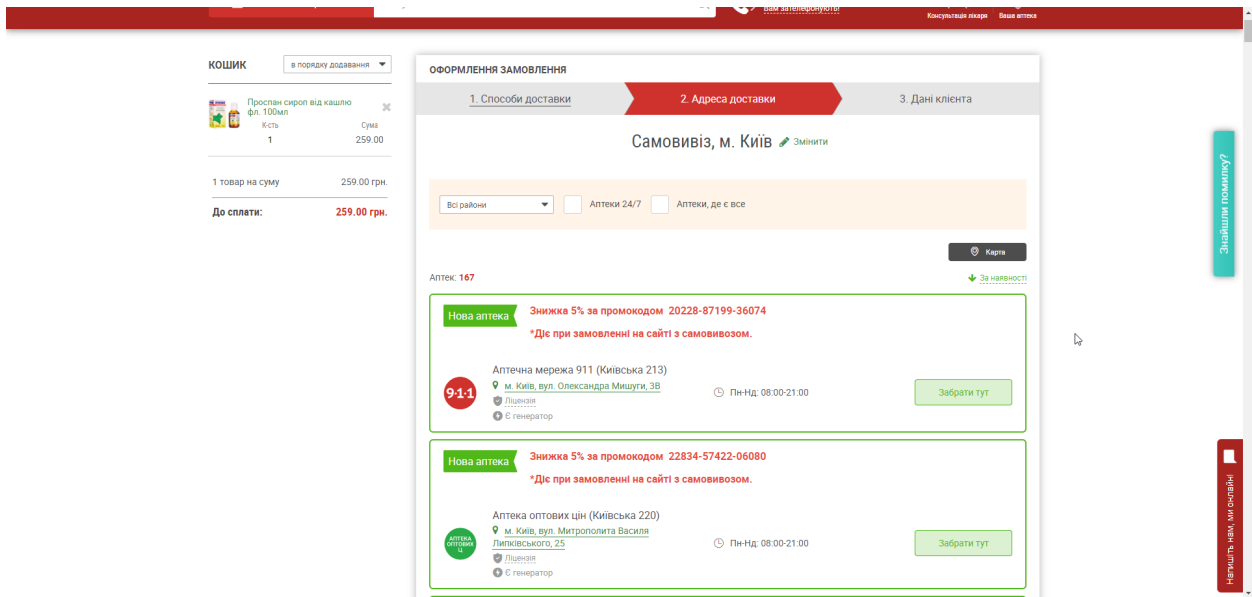 Вам зателефонують!
Консультація лікаря Ваша аптека
КОШИК
в порядку додавання
Проспан сироп від кашлю
фл. 100мл
К-сть Сума
1 259.00
1 товар на суму 259.00 грн.
До сплати: 259.00 грн.
ОФОРМЛЕННЯ ЗАМОВЛЕННЯ
1. Способи доставки 2. Адреса доставки 3. Дані клієнта
Самовивіз, м. Київ Змінити
Всі райони Аптеки 24/7 Аптеки, де є все
Карта
Аптек: 167 За наявності
Нова аптека Знижка 5% за промокодом 20228-87199-36074
*Діє при замовленні на сайті з самовивозом.
9-1-1
Аптечна мережа 911 (Київська 213)
м. Київ, вул. Олександра Мишуги, 3В
Ліцензія
Є генератор
Пн-Нд: 08:00-21:00
Забрати тут
Нова аптека Знижка 5% за промокодом 22834-57422-06080
*Діє при замовленні на сайті з самовивозом.
АПТЕКА
ОПТОВИХ
Ц
Аптека оптових цін (Київська 220)
м. Київ, вул. Митрополита Василя
Липківського, 25
Ліцензія
Є генератор
Пн-Нд: 08:00-21:00
Забрати тут
Знайшли помилку?
Напишіть нам, ми онлайн!